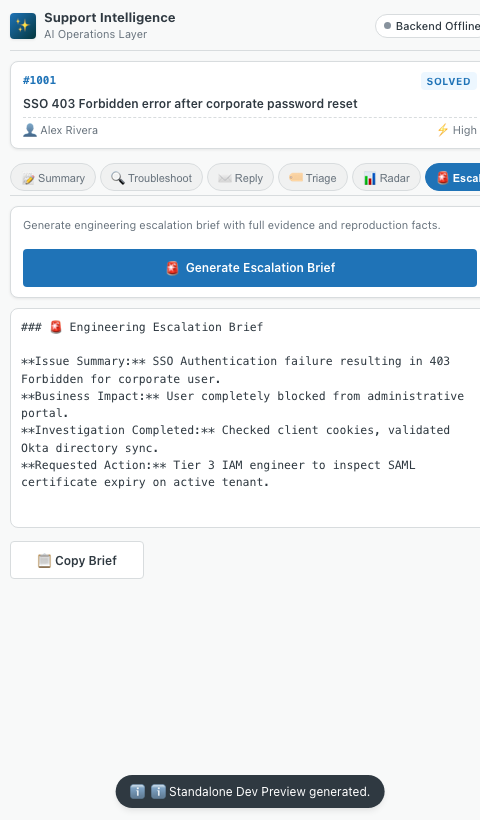 Support Intelligence
AI Operations Layer
Backend Offline
#1001
SOLVED
SSO 403 Forbidden error after corporate password reset
Alex Rivera
High
Summary
Troubleshoot
Reply
Triage
Radar
Escal
Generate engineering escalation brief with full evidence and reproduction facts.
Generate Escalation Brief
### 🚨 Engineering Escalation Brief
**Issue Summary:** SSO Authentication failure resulting in 403
Forbidden for corporate user.
**Business Impact:** User completely blocked from administrative
portal.
**Investigation Completed:** Checked client cookies, validated
Okta directory sync.
**Requested Action:** Tier 3 IAM engineer to inspect SAML
certificate expiry on active tenant.
Copy Brief
ℹ️ ℹ️ Standalone Dev Preview generated.